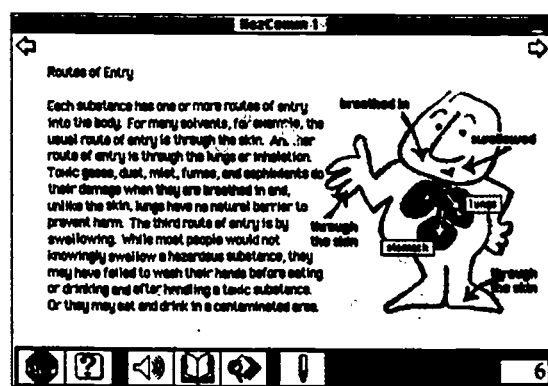 HazComm 1
Routes of Entry
Each substance has one or more routes of entry
into the body. For many solvents, for example, the
usual route of entry is through the skin. Another
route of entry is through the lungs or inhalation.
Toxic gases, dust, mist, fumes, and asphixiants do
their damage when they are breathed in and,
unlike the skin, lungs have no natural barrier to
prevent harm. The third route of entry is by
swallowing. While most people would not
knowingly swallow a hazardous substance, they
may have failed to wash their hands before eating
or drinking and after handling a toxic substance.
Or they may eat and drink in a contaminated area.
breathed in
swallowed
lungs
through
the skin
stomach
through
the skin
?
6